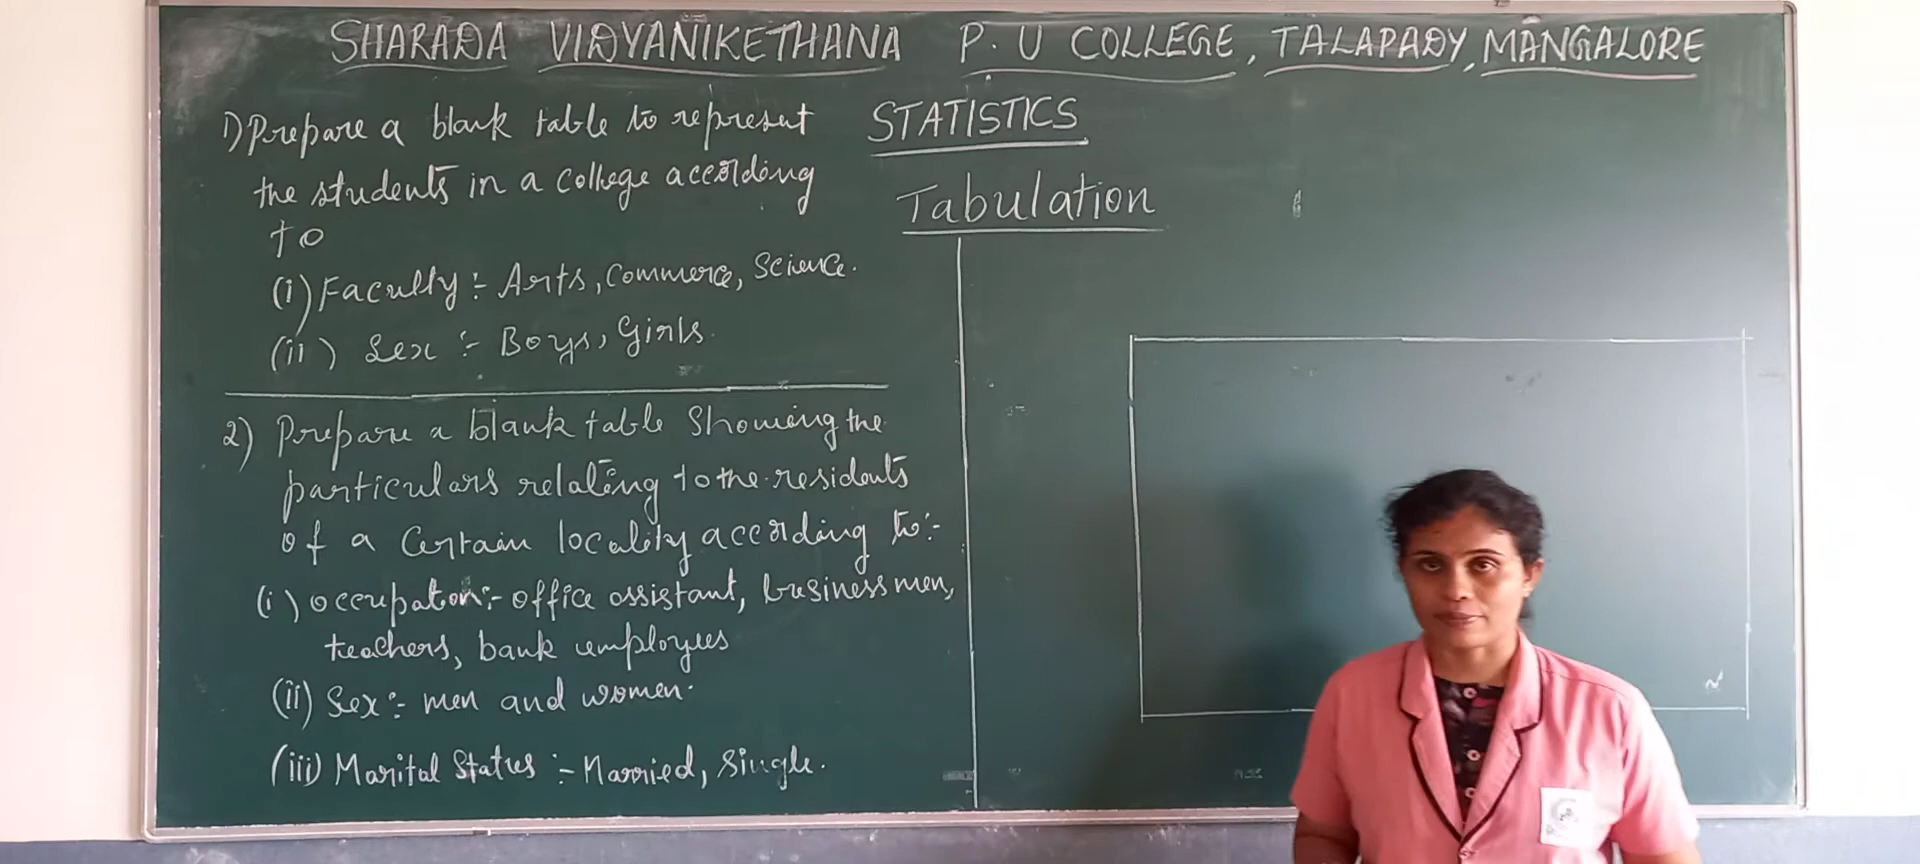 SHARADA VIDYANIKETHANA P.U COLLEGE, TALAPADY, MANGALORE
STATISTICS
Tabulation
1) Prepare a blank table to represent
the students in a college according
to
(i) Faculty :- Arts, Commerce, Science.
(ii) Sex :- Boys, Girls.
2) Prepare a blank table Showing the
particulars relating to the residents
of a Certain locality according to:-
(i) occupation:- office assistant, business men,
teachers, bank employees
(ii) Sex:- men and women.
(iii) Marital Status :- Married, Single.